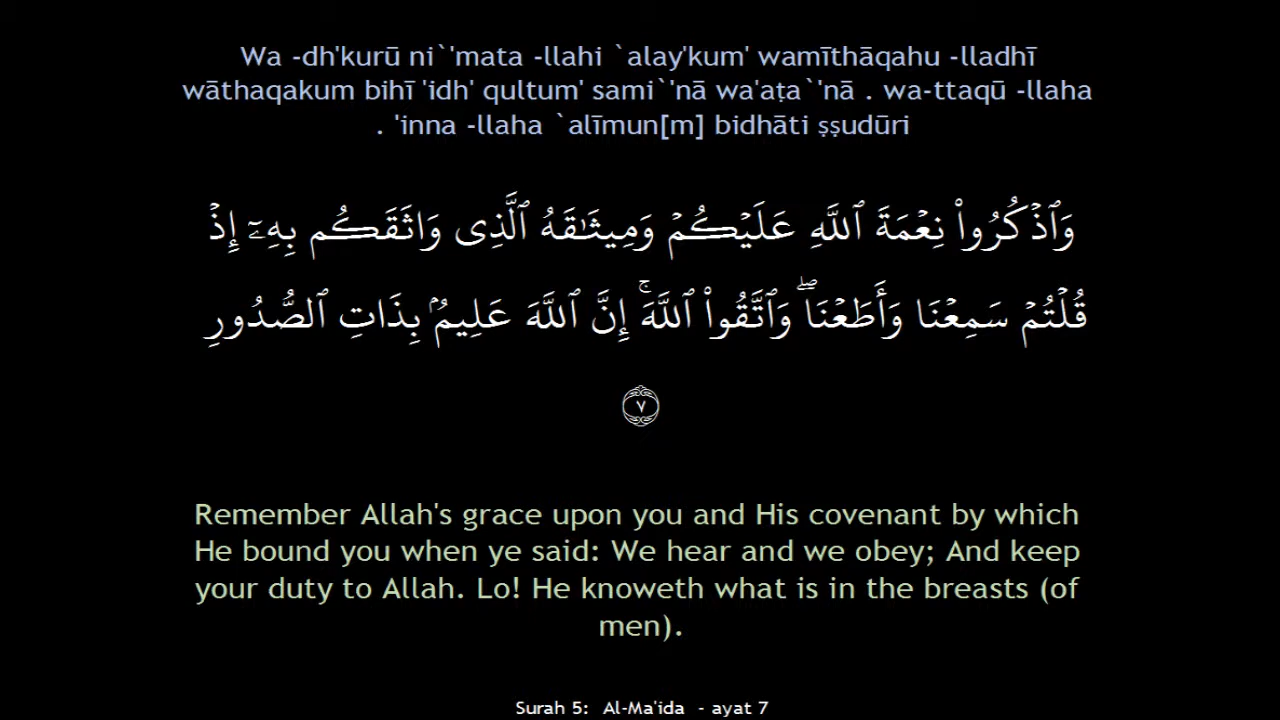 Wa -dh'kurū ni`'mata -llahi `alay'kum' wamīthāqahu -lladhī
wāthaqakum bihī 'idh' qultum' sami`'nā wa'aṭa`'nā . wa-ttaqū -llaha
. 'inna -llaha `alīmun[m] bidhāti ṣṣudūri
وَٱذۡكُرُواْ نِعۡمَةَ ٱللَّهِ عَلَيۡكُمۡ وَمِيثَـٰقَهُ ٱلَّذِى وَاثَقَكُم بِهِۦۤ إِذۡ
قُلۡتُمۡ سَمِعۡنَا وَأَطَعۡنَا‌ۖ وَٱتَّقُواْ ٱللَّهَ‌ۚ إِنَّ ٱللَّهَ عَلِيمُۢ بِذَاتِ ٱلصُّدُورِ
٧
Remember Allah's grace upon you and His covenant by which
He bound you when ye said: We hear and we obey; And keep
your duty to Allah. Lo! He knoweth what is in the breasts (of
men).
Surah 5: Al-Ma'ida - ayat 7